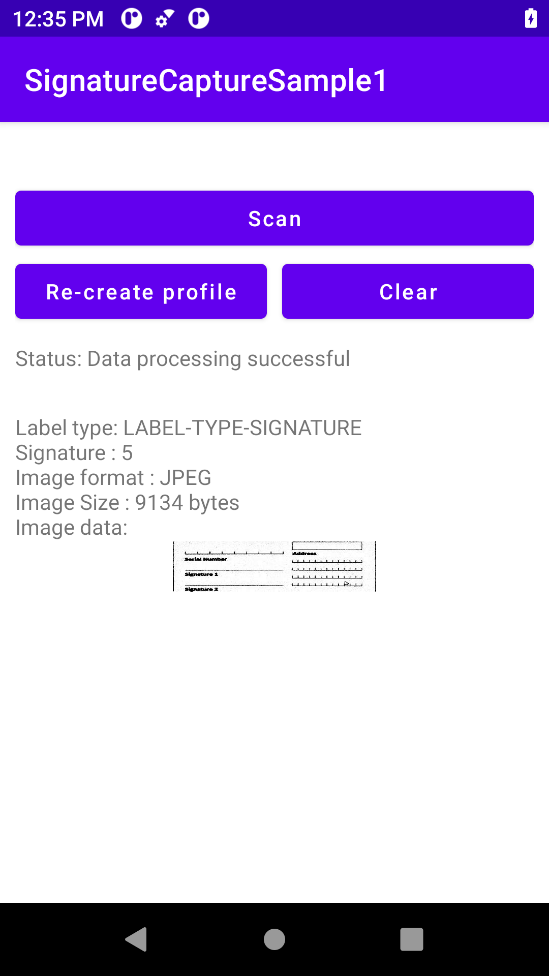 12:35 PM
SignatureCaptureSample1
Scan
Re-create profile
Clear
Status: Data processing successful
Label type: LABEL-TYPE-SIGNATURE
Signature : 5
Image format : JPEG
Image Size : 9134 bytes
Image data:
Address
Serial Number
Signature 1
Signature 2